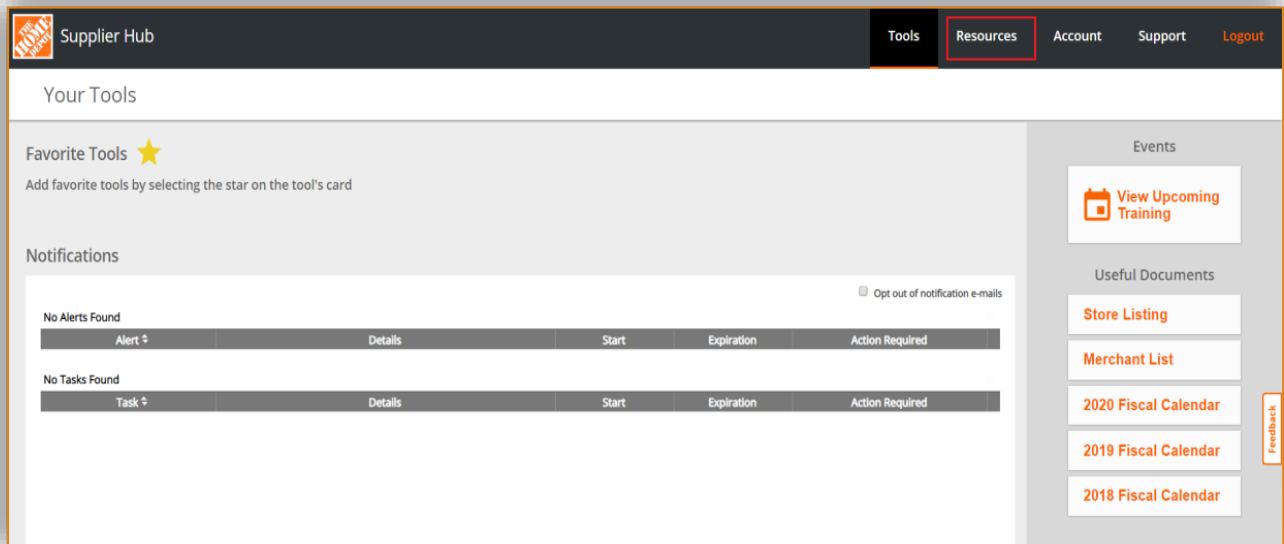 THE HOME DEPOT
Supplier Hub
Tools
Resources
Account
Support
Logout
Your Tools
Favorite Tools
Add favorite tools by selecting the star on the tool's card
Notifications
Opt out of notification e-mails
No Alerts Found
Alert Details Start Expiration Action Required
No Tasks Found
Task Details Start Expiration Action Required
Events
View Upcoming
Training
Useful Documents
Store Listing
Merchant List
2020 Fiscal Calendar
2019 Fiscal Calendar
2018 Fiscal Calendar
Feedback